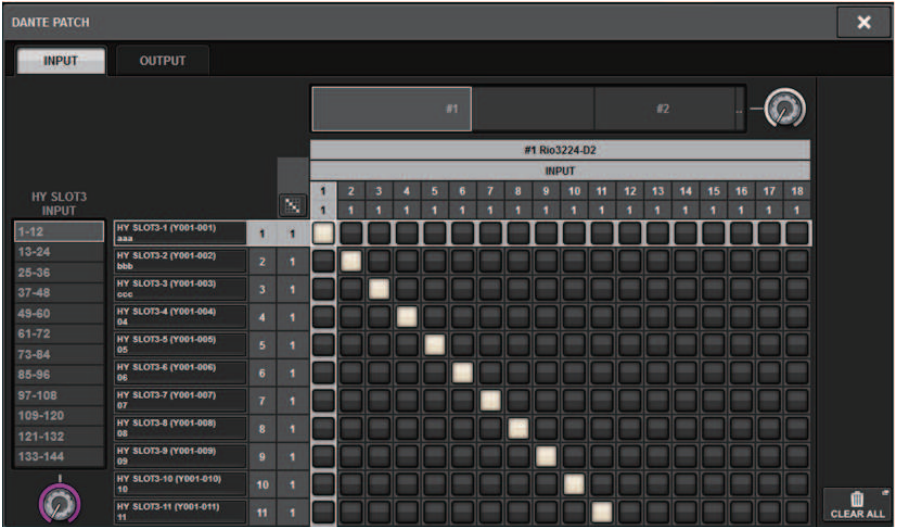 DANTE PATCH
INPUT OUTPUT
#1 #2 ...
#1 Rio3224-D2
INPUT
HY SLOT3
INPUT
1 2 3 4 5 6 7 8 9 10 11 12 13 14 15 16 17 18
1 1 1 1 1 1 1 1 1 1 1 1 1 1 1 1 1 1
1-12
13-24
25-36
37-48
49-60
61-72
73-84
85-96
97-108
109-120
121-132
133-144
HY SLOT3-1 (Y001-001) 1 1
aaa
HY SLOT3-2 (Y001-002) 2 1
bbb
HY SLOT3-3 (Y001-003) 3 1
ccc
HY SLOT3-4 (Y001-004) 4 1
04
HY SLOT3-5 (Y001-005) 5 1
05
HY SLOT3-6 (Y001-006) 6 1
06
HY SLOT3-7 (Y001-007) 7 1
07
HY SLOT3-8 (Y001-008) 8 1
08
HY SLOT3-9 (Y001-009) 9 1
09
HY SLOT3-10 (Y001-010) 10 1
10
HY SLOT3-11 (Y001-011) 11 1
11
CLEAR ALL